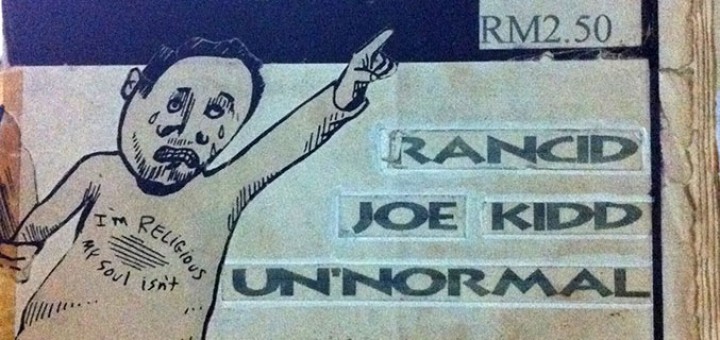 RM2.50
RANCID
JOE KIDD
UN'NORMAL
I'm RELIGIOUS
MY SOUL isn't